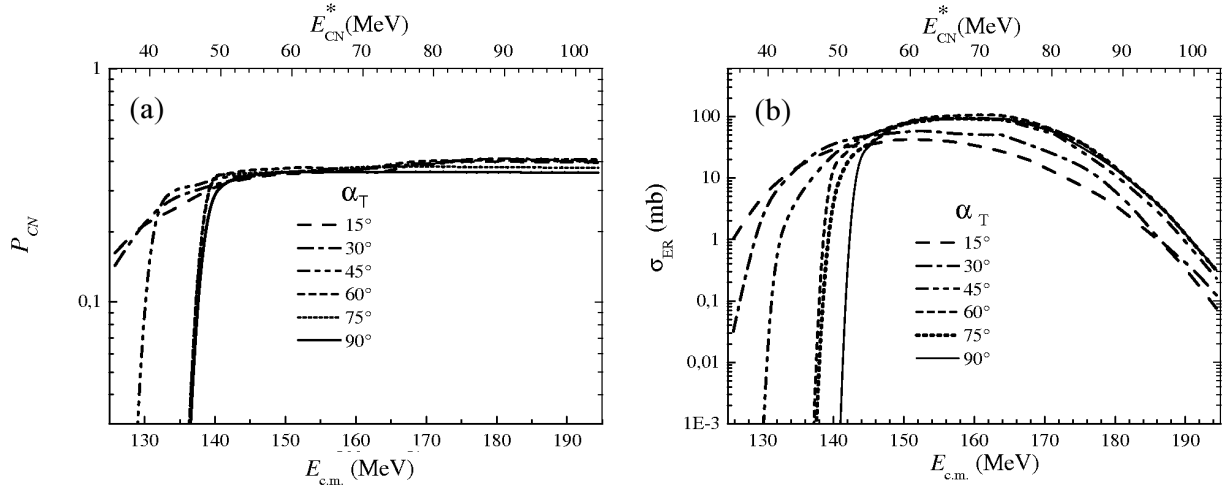 E*CN(MeV)
40 50 60 70 80 90 100
1
(a)
PCN
αT
15°
30°
45°
60°
75°
90°
0,1
130 140 150 160 170 180 190
Ec.m. (MeV)
E*CN(MeV)
40 50 60 70 80 90 100
(b)
100
10
1
0,1
0,01
1E-3
σER (mb)
αT
15°
30°
45°
60°
75°
90°
130 140 150 160 170 180 190
Ec.m. (MeV)